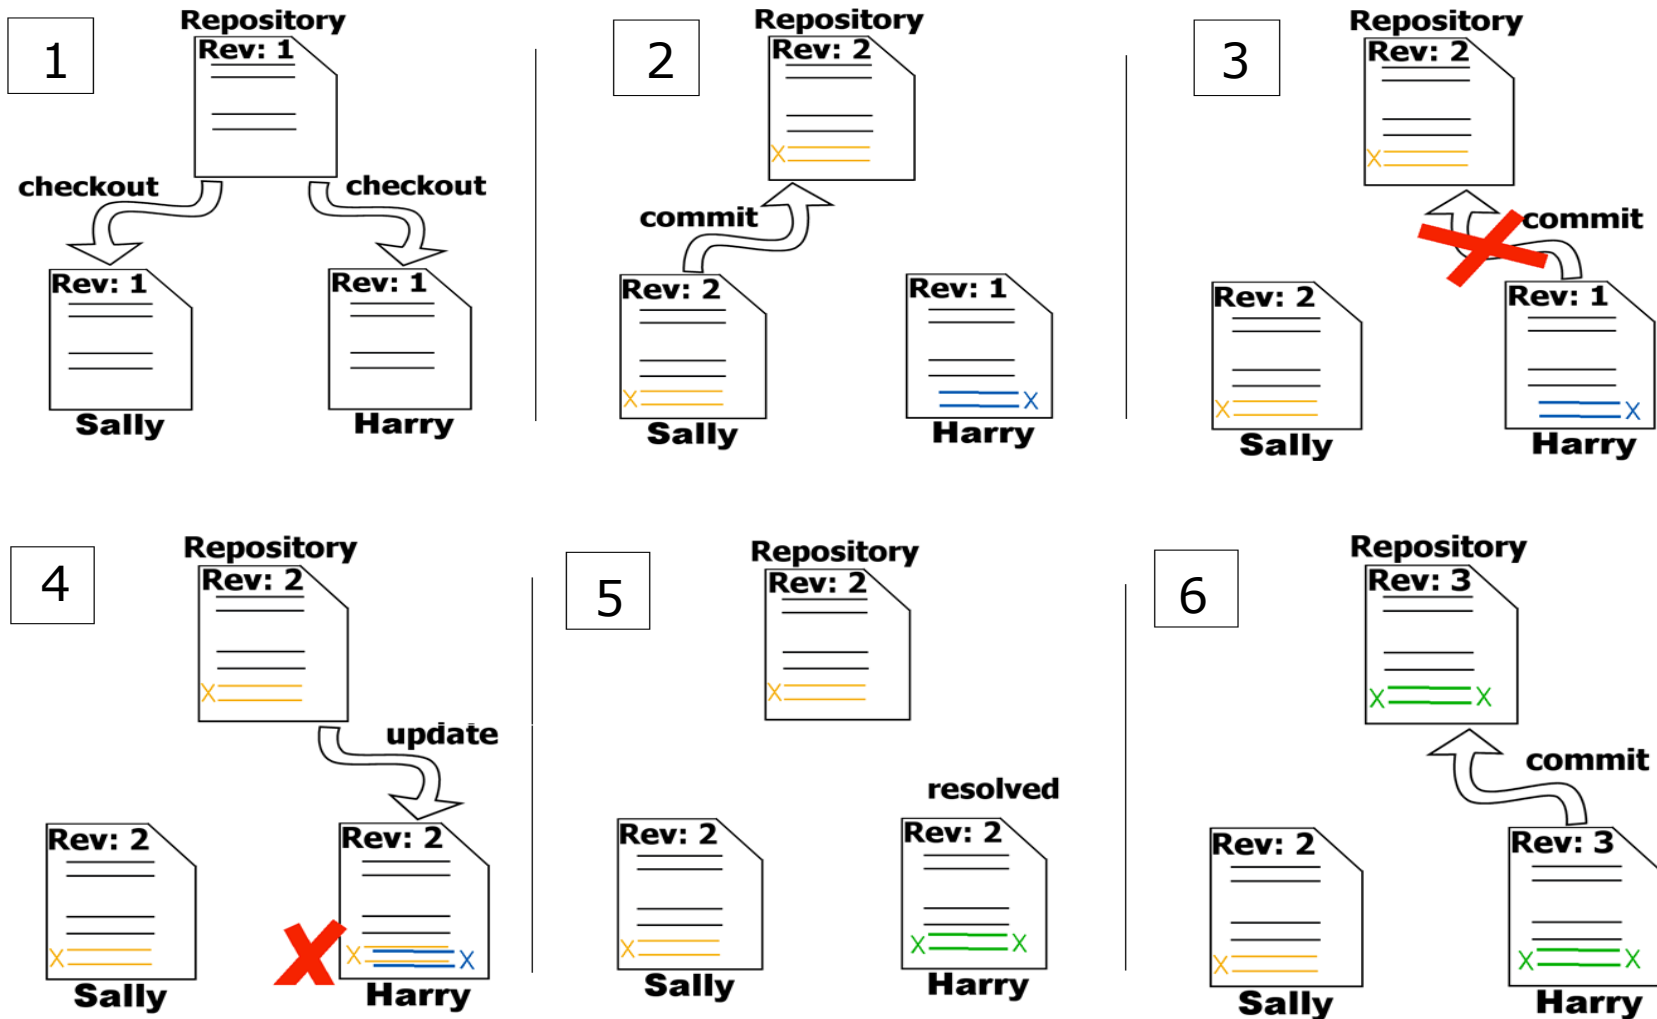 1
Repository
Rev: 1
checkout
checkout
Rev: 1
Rev: 1
Sally
Harry
2
Repository
Rev: 2
commit
Rev: 2
Rev: 1
X
X
X
Sally
Harry
3
Repository
Rev: 2
X
commit
Rev: 2
Rev: 1
X
X
Sally
Harry
4
Repository
Rev: 2
X
update
Rev: 2
Rev: 2
X
X
X
Sally
Harry
5
Repository
Rev: 2
X
resolved
Rev: 2
Rev: 2
X
X
X
Sally
Harry
6
Repository
Rev: 3
X
X
commit
Rev: 2
Rev: 3
X
X
X
Sally
Harry